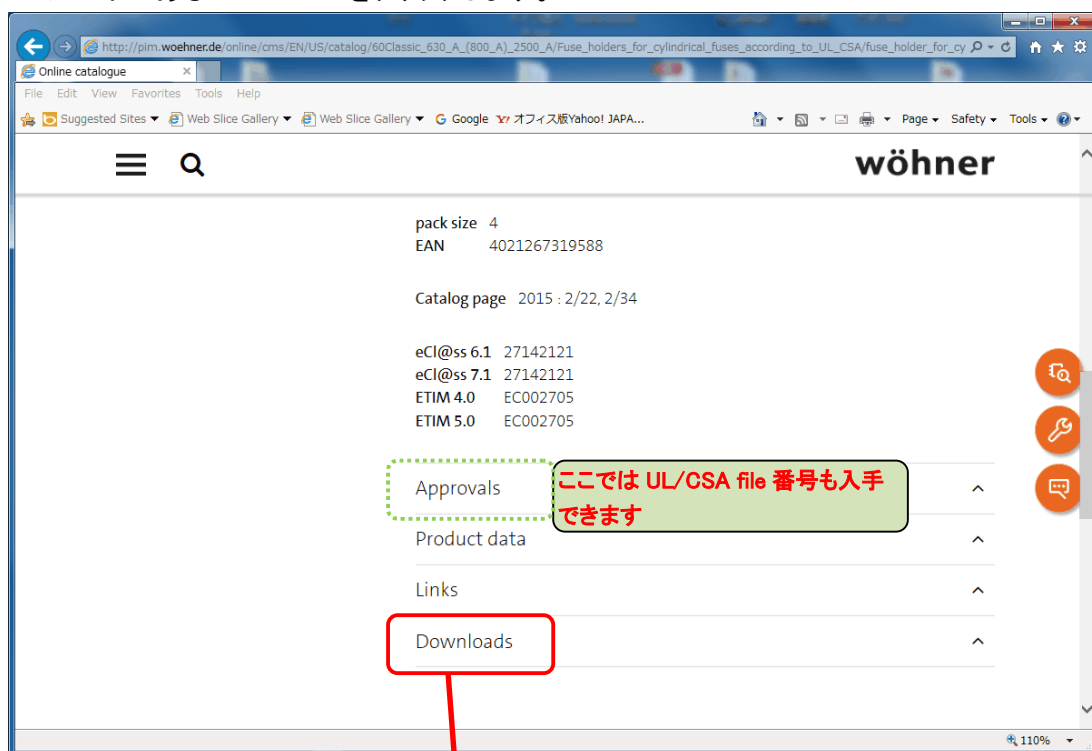 http://pim.woehner.de/online/cms/EN/US/catalog/60Classic_630_A_(800_A)_2500_A/Fuse_holders_for_cylindrical_fuses_according_to_UL_CSA/fuse_holder_for_cy
Online catalogue
File Edit View Favorites Tools Help
Suggested Sites Web Slice Gallery Web Slice Gallery Google オフィス版Yahoo! JAPA... Page Safety Tools
wöhner
pack size 4
EAN 4021267319588
Catalog page 2015 : 2/22, 2/34
eCl@ss 6.1 27142121
eCl@ss 7.1 27142121
ETIM 4.0 EC002705
ETIM 5.0 EC002705
Approvals
ここでは UL/CSA file 番号も入手
できます
Product data
Links
Downloads
110%